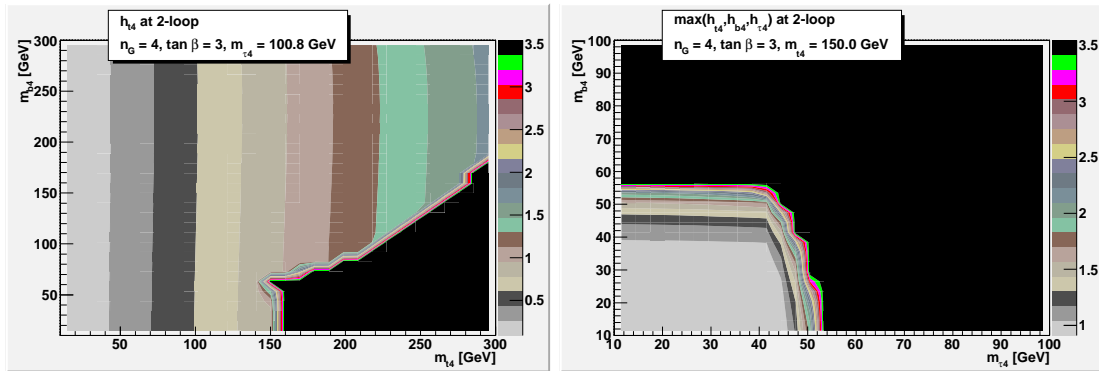 h_t4 at 2-loop
n_G = 4, tan β = 3, m_τ4 = 100.8 GeV
m_b4 [GeV]
300
250
200
150
100
50
50 100 150 200 250 300
m_t4 [GeV]
3.5
3
2.5
2
1.5
1
0.5
max(h_t4,h_b4,h_τ4) at 2-loop
n_G = 4, tan β = 3, m_t4 = 150.0 GeV
m_b4 [GeV]
100
90
80
70
60
50
40
30
20
10
10 20 30 40 50 60 70 80 90 100
m_τ4 [GeV]
3.5
3
2.5
2
1.5
1